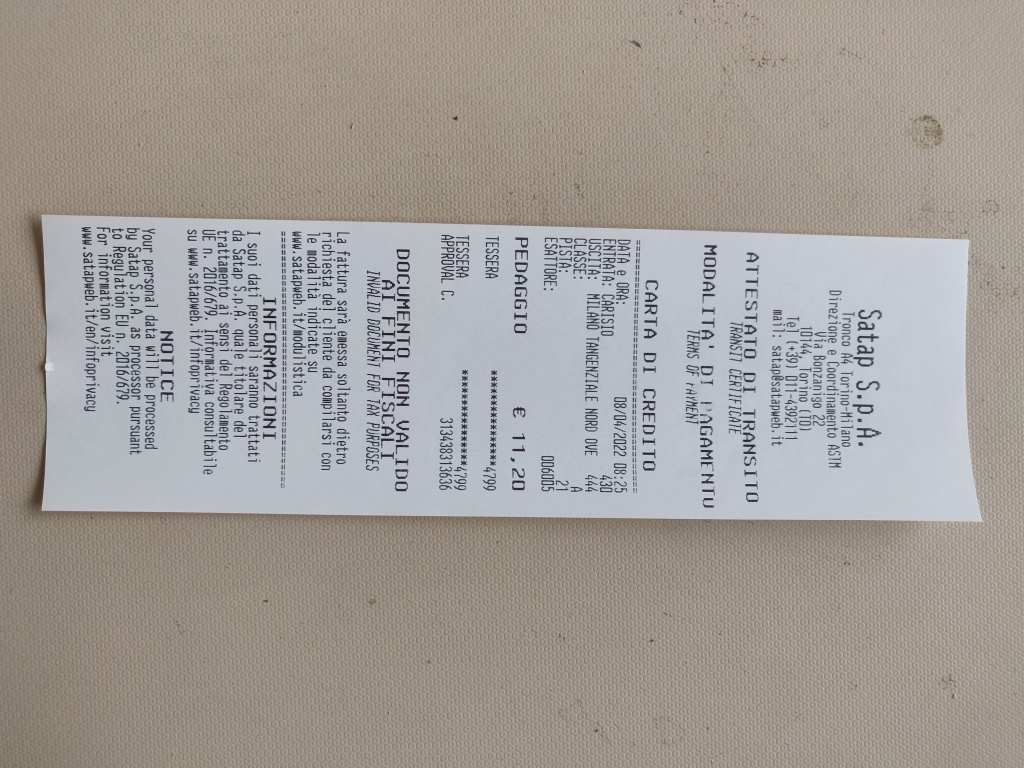 Satap S.p.A.
Tronco A4 Torino-Milano
Direzione e Coordinamento ASTM
Via Bonzanigo 22
10144, Torino (TO)
Tel (+39) 011-4392111
mail: satap@satapweb.it
ATTESTATO DI TRANSITO
TRANSIT CERTIFICATE
MODALITA' DI PAGAMENTO
TERMS OF PAYMENT
CARTA DI CREDITO
================================
DATA e ORA: 08/04/2022 08:25
ENTRATA: CARISIO 430
USCITA: MILANO TANGENZIALE NORD OVE 444
CLASSE: A
PISTA: 21
ESATTORE: 006005
PEDAGGIO € 11,20
TESSERA ***************4799
TESSERA ***************4799
APPROVAL C. 313438313636
DOCUMENTO NON VALIDO
AI FINI FISCALI
INVALID DOCUMENT FOR TAX PURPOSES
La fattura sarà emessa soltanto dietro
richiesta del cliente da compilarsi con
le modalità indicate su
www.satapweb.it/modulistica
================================
INFORMAZIONI
I suoi dati personali saranno trattati
da Satap S.p.A. quale titolare del
trattamento ai sensi del Regolamento
UE n. 2016/679. Informativa consultabile
su www.satapweb.it/infoprivacy
NOTICE
Your personal data will be processed
by Satap S.p.A. as processor pursuant
to Regulation EU n. 2016/679.
For information visit
www.satapweb.it/en/infoprivacy